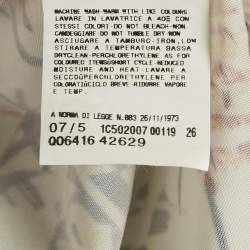 MACHINE WASH-WARM WITH LIKE COLOURS
LAVARE IN LAVATRICE A 40E CON
STESSI COLORI-DO NOT BLEACH-NON
CANDEGGIARE DO NOT TUMBLE DRY-NON
ASCIUGARE A TAMBURO-IRON,LOW
STIRARE A TEMPERATURA BASSA
DRYCLEAN-PERCHLORETHYLENE AS FOR
COLOURED ITEMS&SHORT CYCLE-REDUCED
MOISTURE AND HEAT-LAVARE A
SECCO&PERCHLORETHYLENE PER
COLORATI&CICLO BREVE RIDURRE VAPORE
E TEMP.
A NORMA DI LEGGE N.883 26/11/1973
07/5 1C502007 00119 26
Q06416 42629